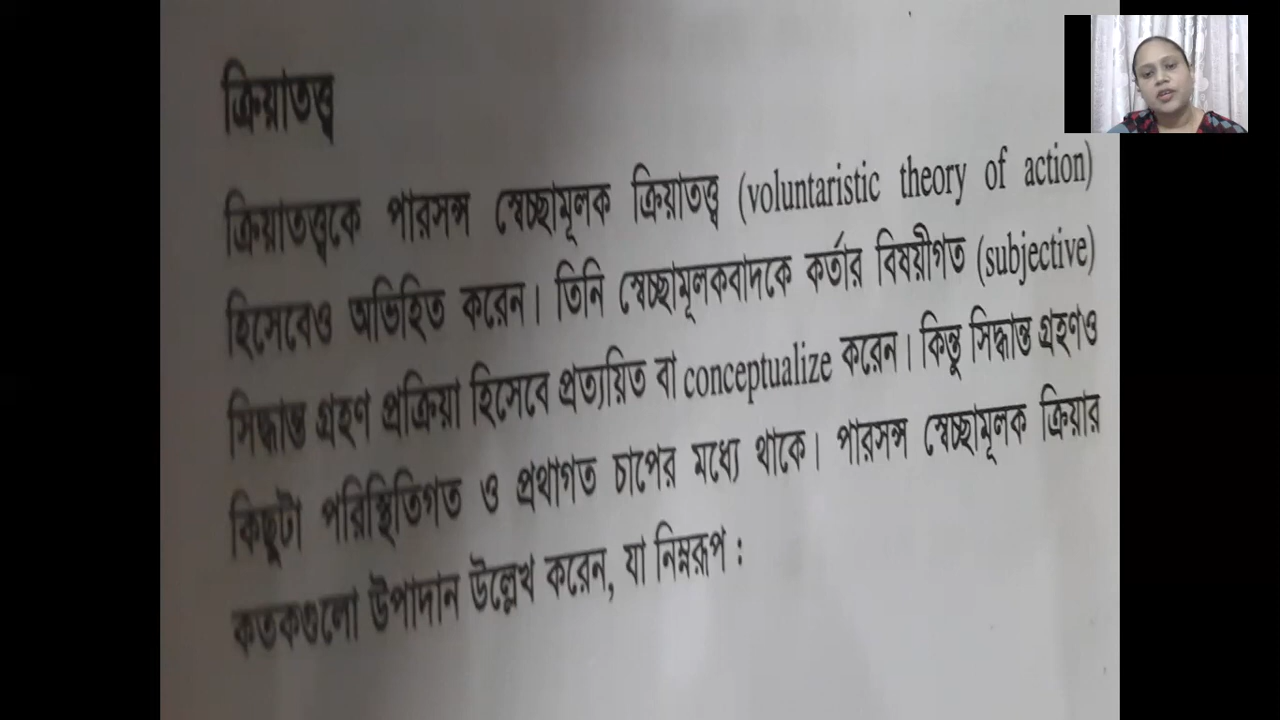 ক্রিয়াতত্ত্ব
ক্রিয়াতত্ত্বকে পারসন্স স্বেচ্ছামূলক ক্রিয়াতত্ত্ব (voluntaristic theory of action)
হিসেবেও অভিহিত করেন। তিনি স্বেচ্ছামূলকবাদকে কর্তার বিষয়ীগত (subjective)
সিদ্ধান্ত গ্রহণ প্রক্রিয়া হিসেবে প্রত্যয়িত বা conceptualize করেন। কিন্তু সিদ্ধান্ত গ্রহণও
কিছুটা পরিস্থিতিগত ও প্রথাগত চাপের মধ্যে থাকে। পারসন্স স্বেচ্ছামূলক ক্রিয়ার
কতকগুলো উপাদান উল্লেখ করেন, যা নিম্নরূপ :